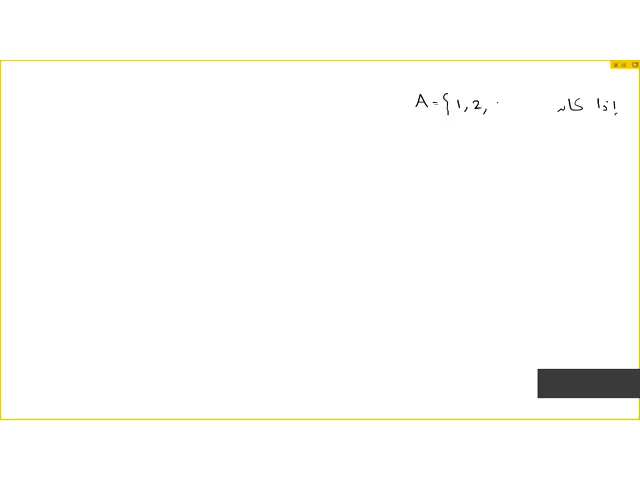 إذا كان A = {1, 2,